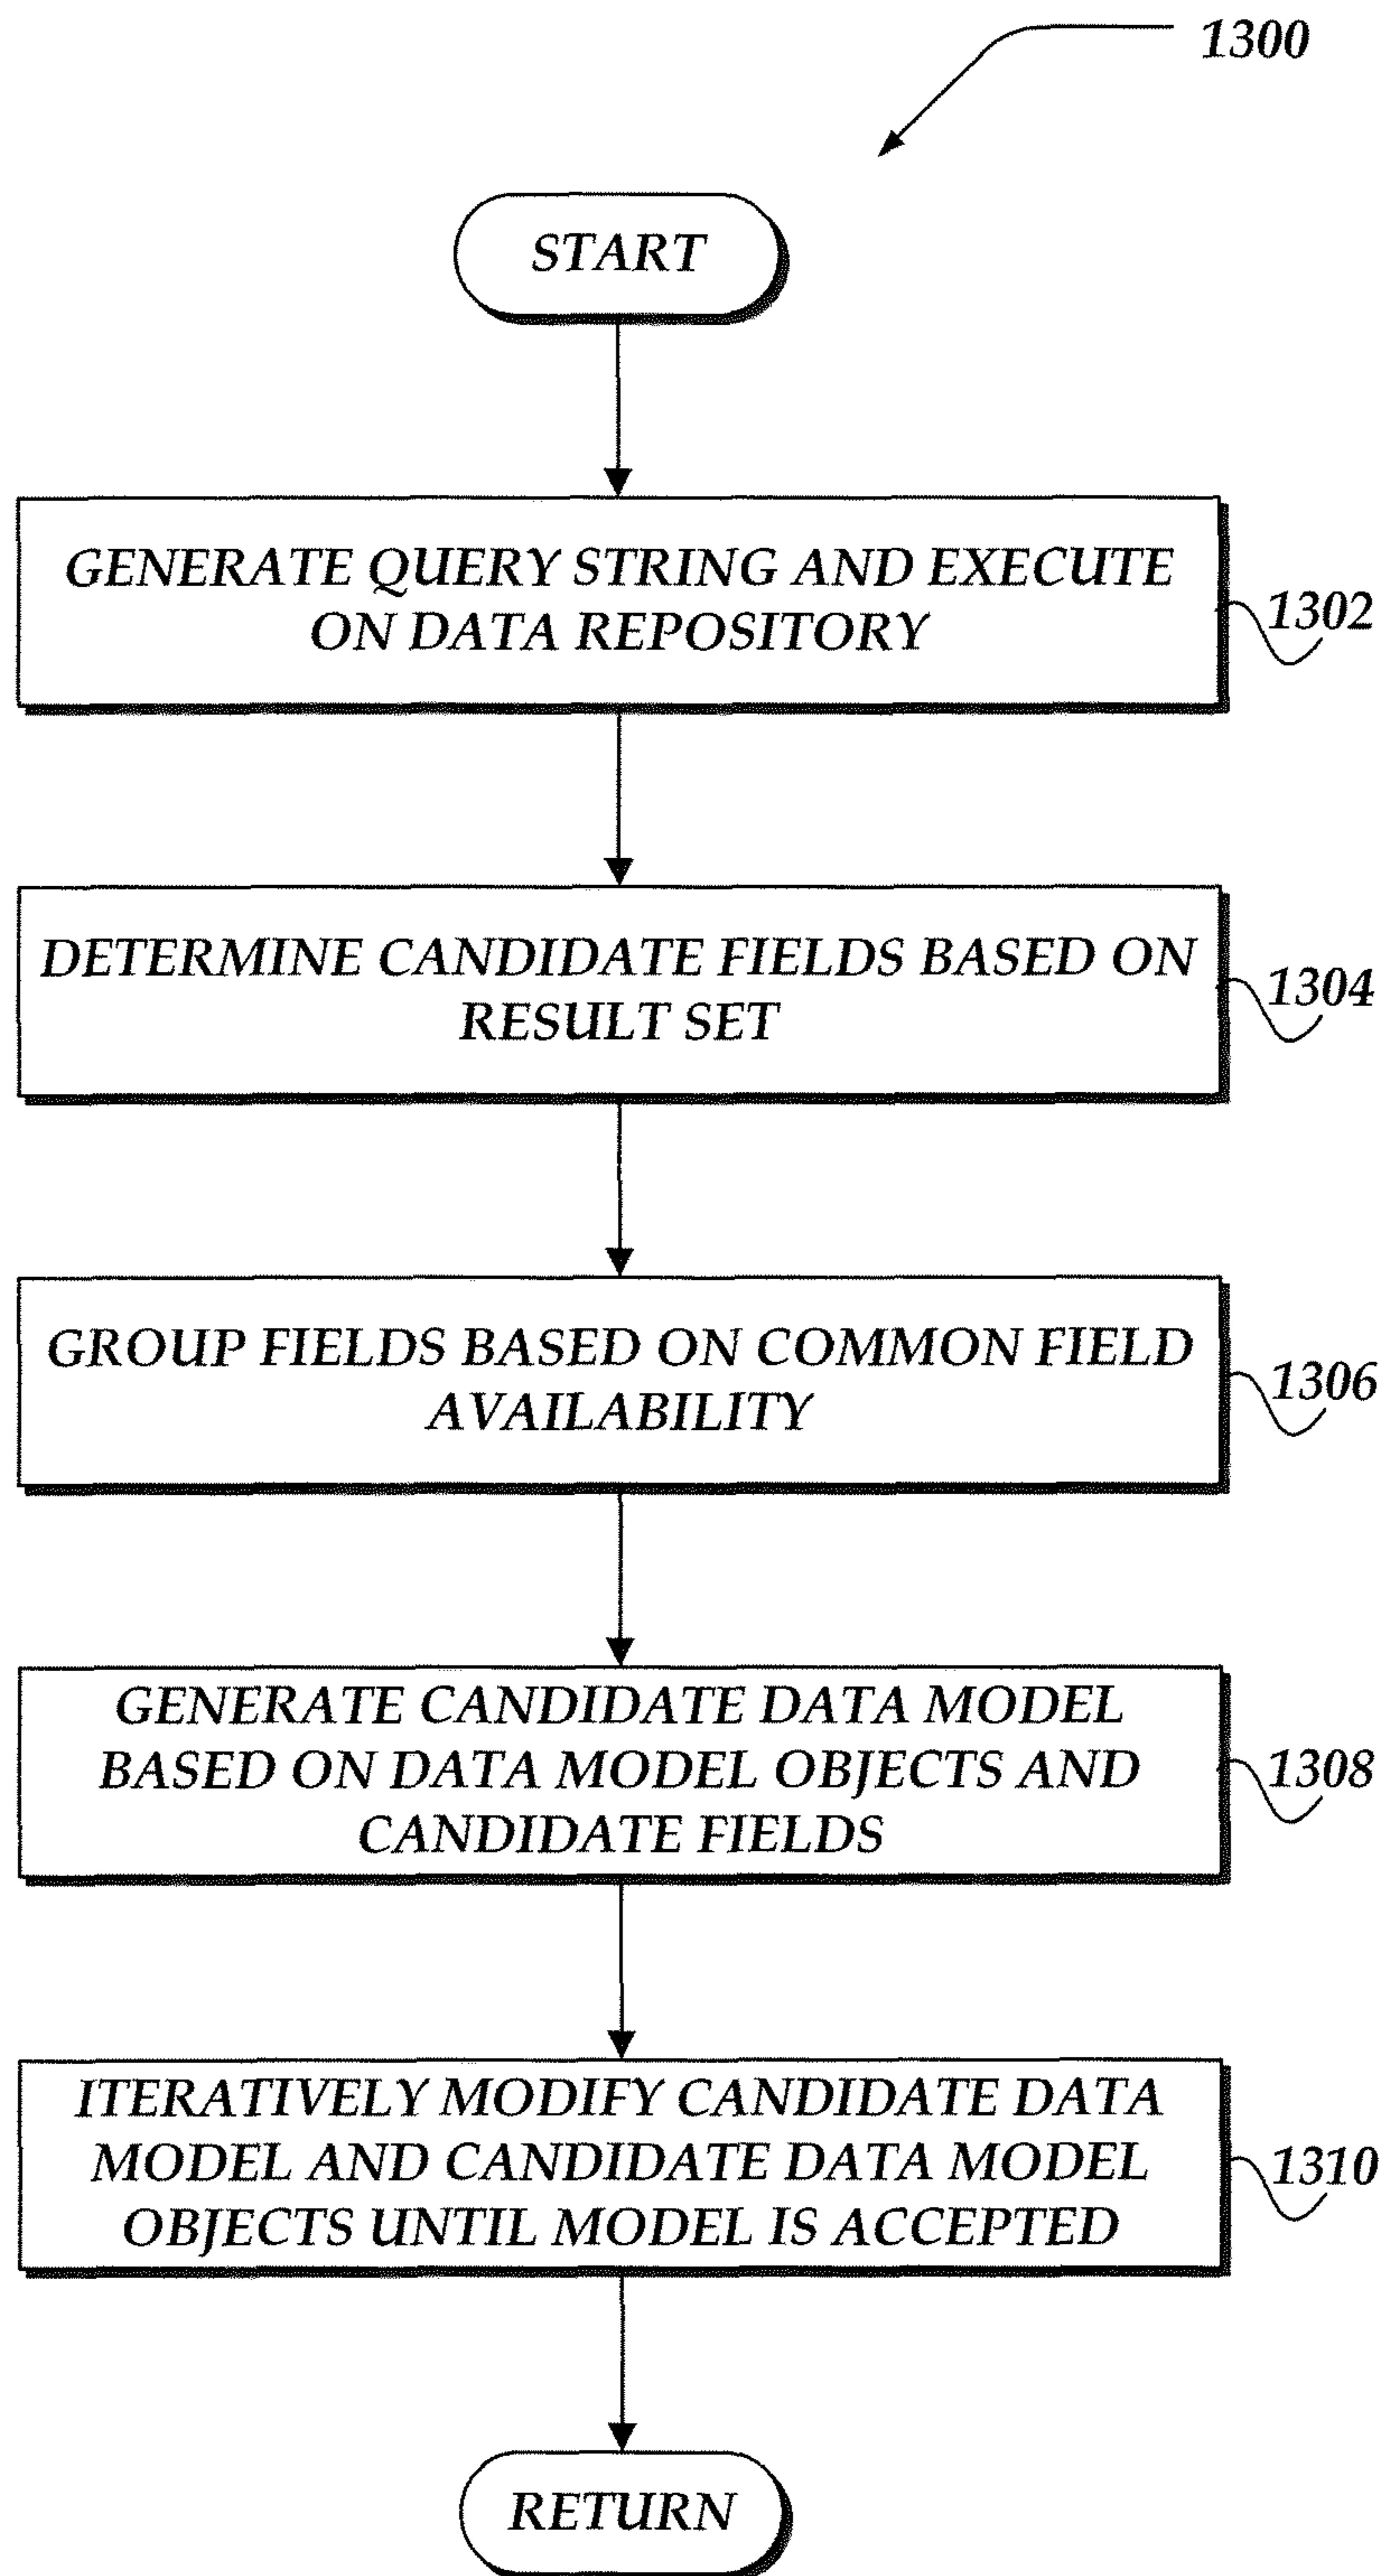 1300
START
GENERATE QUERY STRING AND EXECUTE
ON DATA REPOSITORY
1302
DETERMINE CANDIDATE FIELDS BASED ON
RESULT SET
1304
GROUP FIELDS BASED ON COMMON FIELD
AVAILABILITY
1306
GENERATE CANDIDATE DATA MODEL
BASED ON DATA MODEL OBJECTS AND
CANDIDATE FIELDS
1308
ITERATIVELY MODIFY CANDIDATE DATA
MODEL AND CANDIDATE DATA MODEL
OBJECTS UNTIL MODEL IS ACCEPTED
1310
RETURN